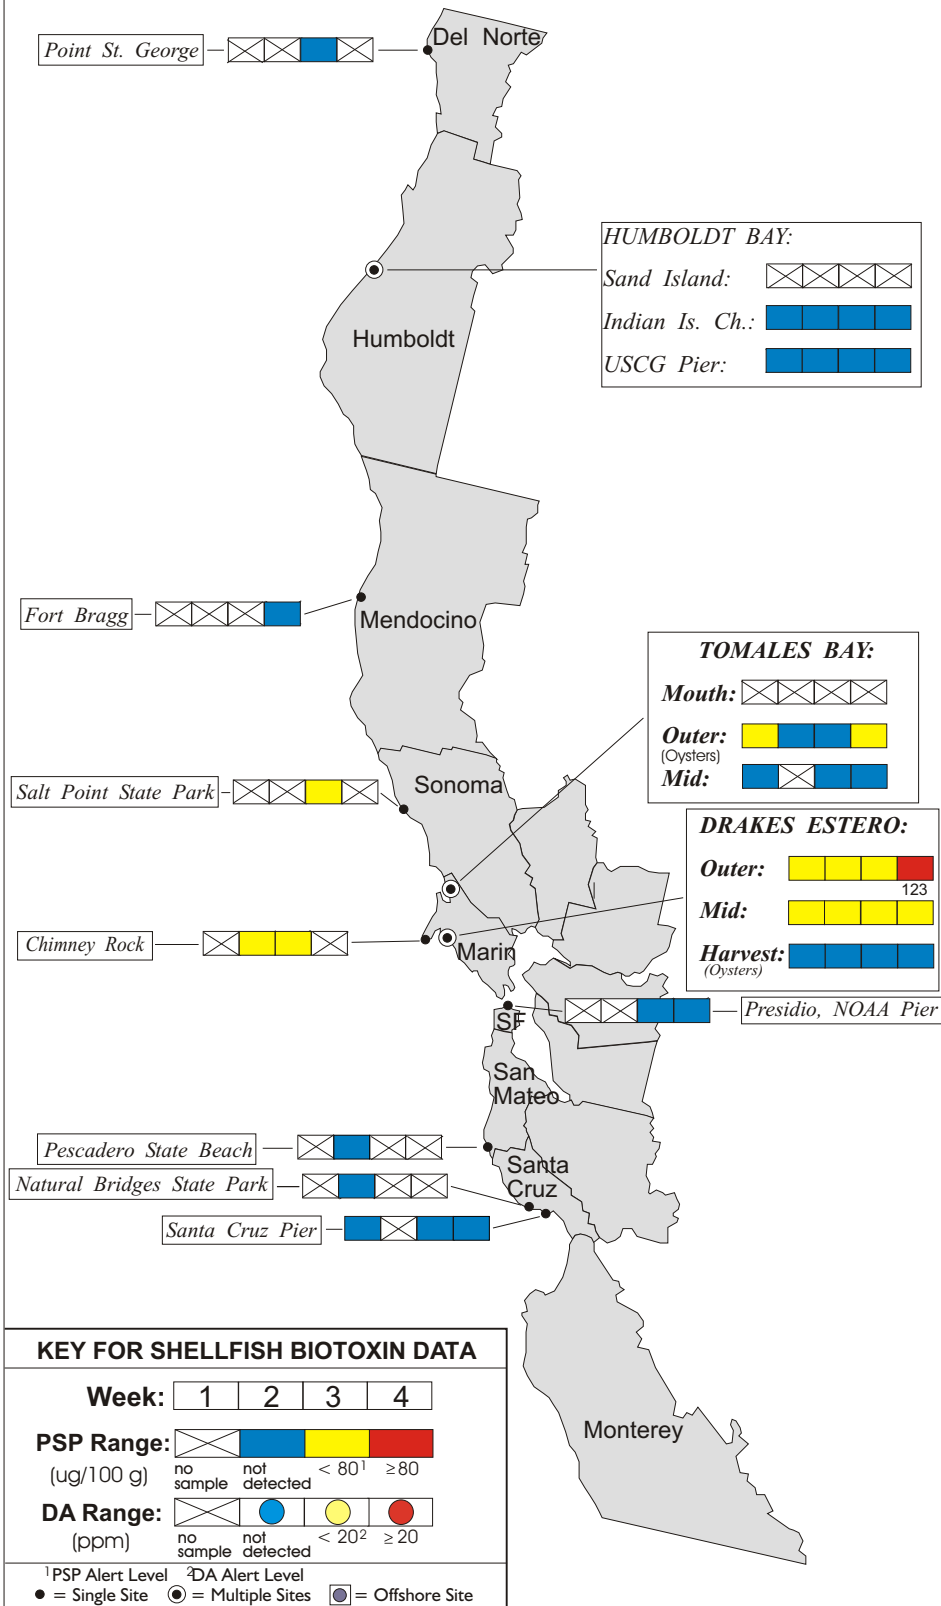 Del Norte
Point St. George
HUMBOLDT BAY:
Sand Island:
Indian Is. Ch.:
USCG Pier:
Humboldt
Fort Bragg
Mendocino
TOMALES BAY:
Mouth:
Outer:
(Oysters)
Mid:
Sonoma
Salt Point State Park
DRAKES ESTERO:
Outer:
123
Mid:
Harvest:
(Oysters)
Chimney Rock
Marin
Presidio, NOAA Pier
SF
San
Mateo
Pescadero State Beach
Santa
Cruz
Natural Bridges State Park
Santa Cruz Pier
Monterey
KEY FOR SHELLFISH BIOTOXIN DATA
Week: 1 2 3 4
PSP Range:
(ug/100 g) no sample not detected < 80¹ ≥80
DA Range:
(ppm) no sample not detected < 20² ≥ 20
¹PSP Alert Level ²DA Alert Level
= Single Site = Multiple Sites = Offshore Site